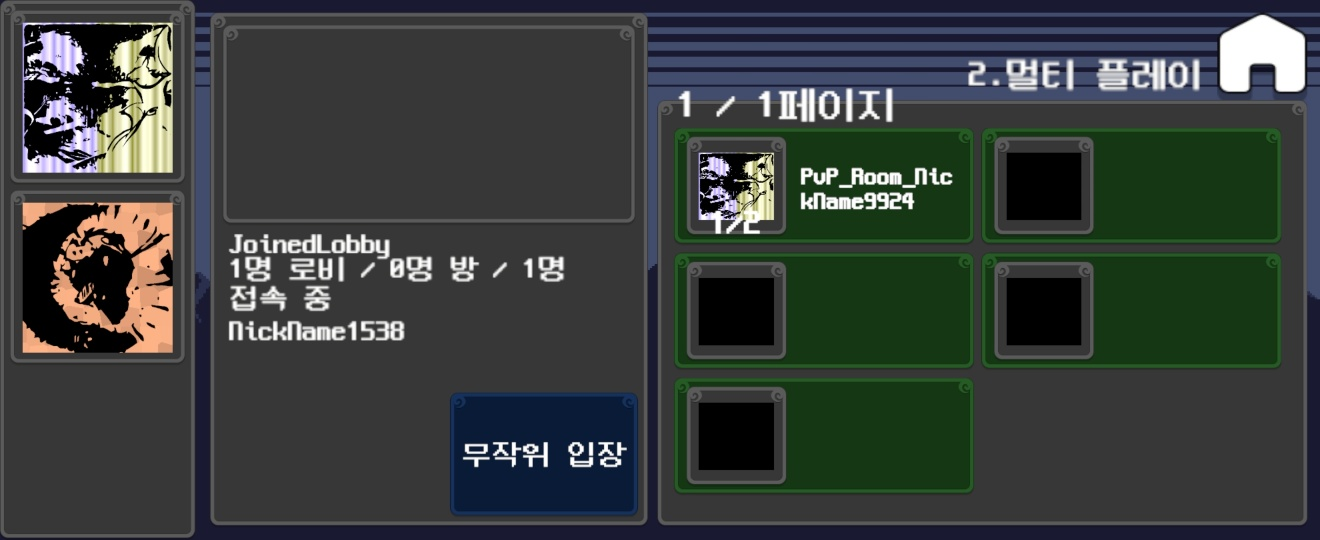 2.멀티 플레이
1 / 1페이지
JoinedLobby
1명 로비 / 0명 방 / 1명
접속 중
NickName1538
무작위 입장
PvP_Room_Nic
kName9924
1/2